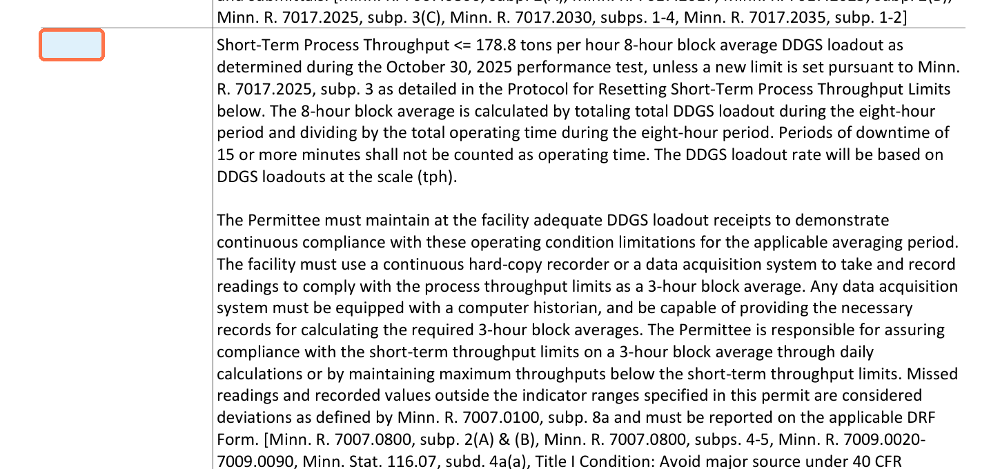 Minn. R. 7017.2025, subp. 3(C), Minn. R. 7017.2030, subps. 1-4, Minn. R. 7017.2035, subp. 1-2]
Short-Term Process Throughput <= 178.8 tons per hour 8-hour block average DDGS loadout as
determined during the October 30, 2025 performance test, unless a new limit is set pursuant to Minn.
R. 7017.2025, subp. 3 as detailed in the Protocol for Resetting Short-Term Process Throughput Limits
below. The 8-hour block average is calculated by totaling total DDGS loadout during the eight-hour
period and dividing by the total operating time during the eight-hour period. Periods of downtime of
15 or more minutes shall not be counted as operating time. The DDGS loadout rate will be based on
DDGS loadouts at the scale (tph).
The Permittee must maintain at the facility adequate DDGS loadout receipts to demonstrate
continuous compliance with these operating condition limitations for the applicable averaging period.
The facility must use a continuous hard-copy recorder or a data acquisition system to take and record
readings to comply with the process throughput limits as a 3-hour block average. Any data acquisition
system must be equipped with a computer historian, and be capable of providing the necessary
records for calculating the required 3-hour block averages. The Permittee is responsible for assuring
compliance with the short-term throughput limits on a 3-hour block average through daily
calculations or by maintaining maximum throughputs below the short-term throughput limits. Missed
readings and recorded values outside the indicator ranges specified in this permit are considered
deviations as defined by Minn. R. 7007.0100, subp. 8a and must be reported on the applicable DRF
Form. [Minn. R. 7007.0800, subp. 2(A) & (B), Minn. R. 7007.0800, subps. 4-5, Minn. R. 7009.0020-
7009.0090, Minn. Stat. 116.07, subd. 4a(a), Title I Condition: Avoid major source under 40 CFR